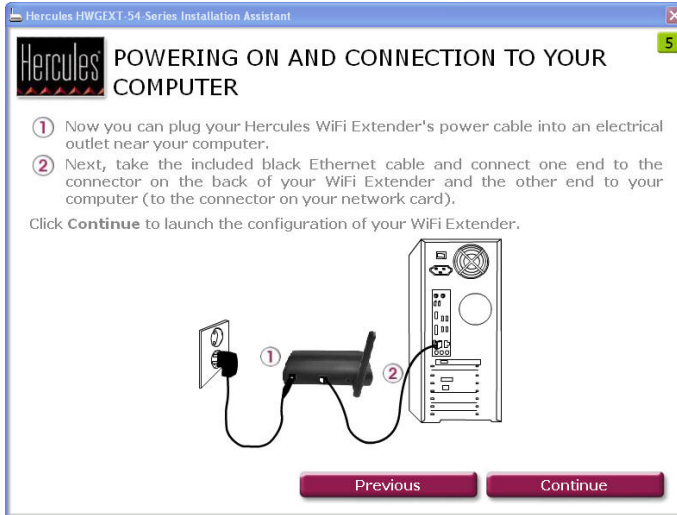 Hercules HWGEXT-54-Series Installation Assistant
5
Hercules
POWERING ON AND CONNECTION TO YOUR
COMPUTER
1 Now you can plug your Hercules WiFi Extender's power cable into an electrical
outlet near your computer.
2 Next, take the included black Ethernet cable and connect one end to the
connector on the back of your WiFi Extender and the other end to your
computer (to the connector on your network card).
Click Continue to launch the configuration of your WiFi Extender.
1
2
Previous
Continue